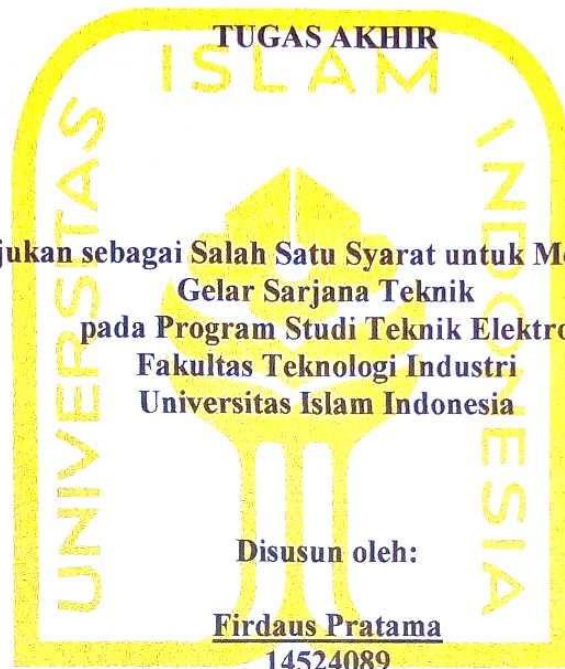 TUGAS AKHIR
UNIVERSITAS ISLAM INDONESIA
jukan sebagai Salah Satu Syarat untuk M
Gelar Sarjana Teknik
pada Program Studi Teknik Elektro
Fakultas Teknologi Industri
Universitas Islam Indonesia
Disusun oleh:
Firdaus Pratama
14524089